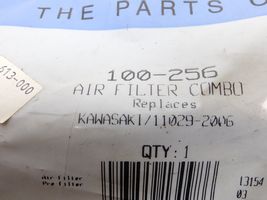 THE PARTS O
513-000
100-256
AIR FILTER COMBO
Replaces
KAWASAKI/11029-2006
QTY: 1
Air Filter
Pre Filter
13154
03